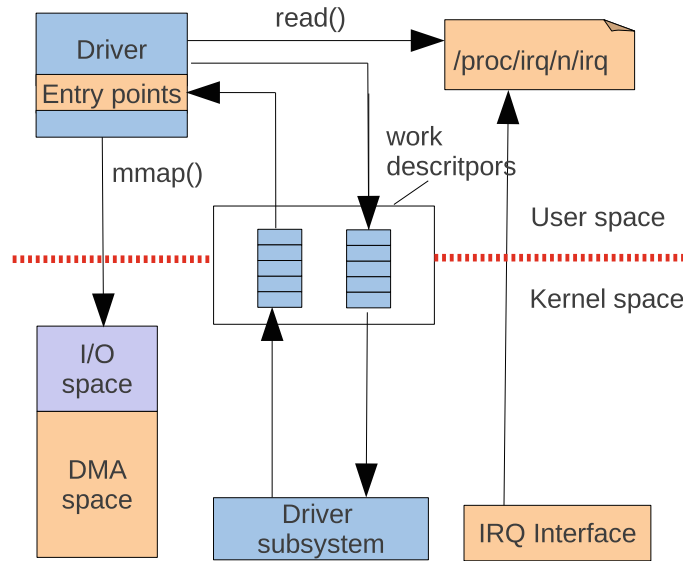 read()
Driver
/proc/irq/n/irq
Entry points
work
descritpors
mmap()
User space
Kernel space
I/O
space
DMA
space
Driver
subsystem
IRQ Interface